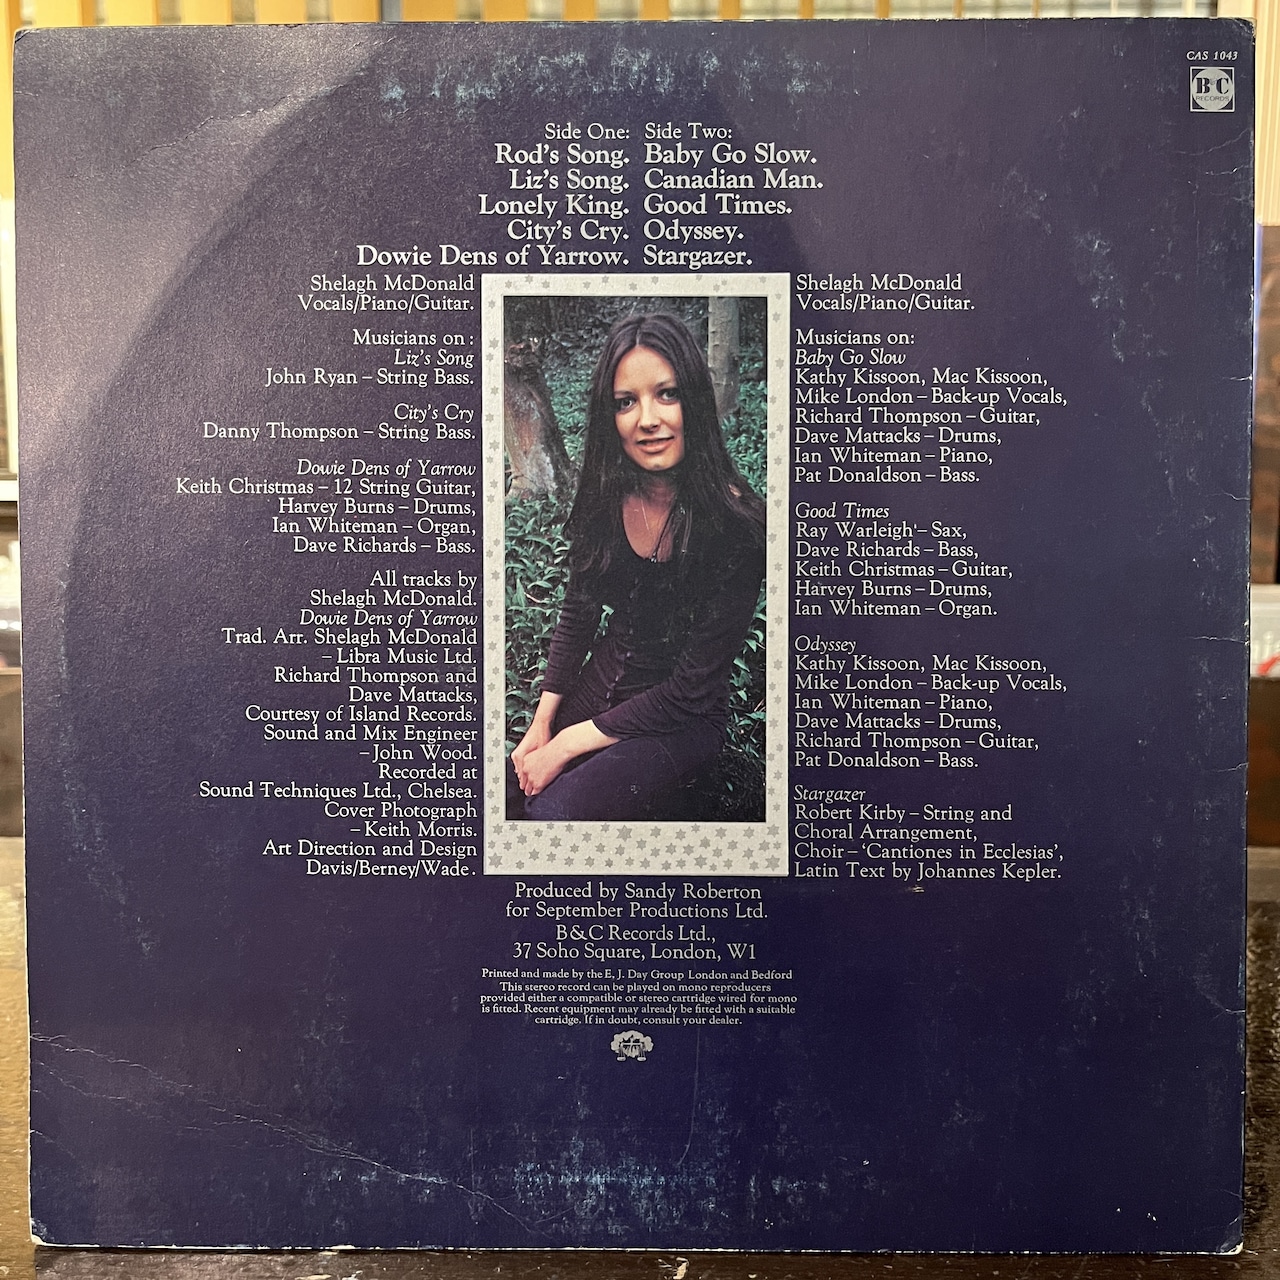 CAS 1043
B&C
RECORDS
Side One:
Rod's Song.
Liz's Song.
Lonely King.
City's Cry.
Dowie Dens of Yarrow.
Side Two:
Baby Go Slow.
Canadian Man.
Good Times.
Odyssey.
Stargazer.
Shelagh McDonald
Vocals/Piano/Guitar.
Musicians on :
Liz's Song
John Ryan – String Bass.
City's Cry
Danny Thompson – String Bass.
Dowie Dens of Yarrow
Keith Christmas – 12 String Guitar,
Harvey Burns – Drums,
Ian Whiteman – Organ,
Dave Richards – Bass.
All tracks by
Shelagh McDonald.
Dowie Dens of Yarrow
Trad. Arr. Shelagh McDonald
– Libra Music Ltd.
Richard Thompson and
Dave Mattacks,
Courtesy of Island Records.
Sound and Mix Engineer
– John Wood.
Recorded at
Sound Techniques Ltd., Chelsea.
Cover Photograph
– Keith Morris.
Art Direction and Design
Davis/Berney/Wade.
Shelagh McDonald
Vocals/Piano/Guitar.
Musicians on:
Baby Go Slow
Kathy Kissoon, Mac Kissoon,
Mike London – Back-up Vocals,
Richard Thompson – Guitar,
Dave Mattacks – Drums,
Ian Whiteman – Piano,
Pat Donaldson – Bass.
Good Times
Ray Warleigh – Sax,
Dave Richards – Bass,
Keith Christmas – Guitar,
Harvey Burns – Drums,
Ian Whiteman – Organ.
Odyssey
Kathy Kissoon, Mac Kissoon,
Mike London – Back-up Vocals,
Ian Whiteman – Piano,
Dave Mattacks – Drums,
Richard Thompson – Guitar,
Pat Donaldson – Bass.
Stargazer
Robert Kirby – String and
Choral Arrangement,
Choir – 'Cantiones in Ecclesias',
Latin Text by Johannes Kepler.
Produced by Sandy Roberton
for September Productions Ltd.
B&C Records Ltd.,
37 Soho Square, London, W1
Printed and made by the E. J. Day Group London and Bedford
This stereo record can be played on mono reproducers
provided either a compatible or stereo cartridge wired for mono
is fitted. Recent equipment may already be fitted with a suitable
cartridge. If in doubt, consult your dealer.